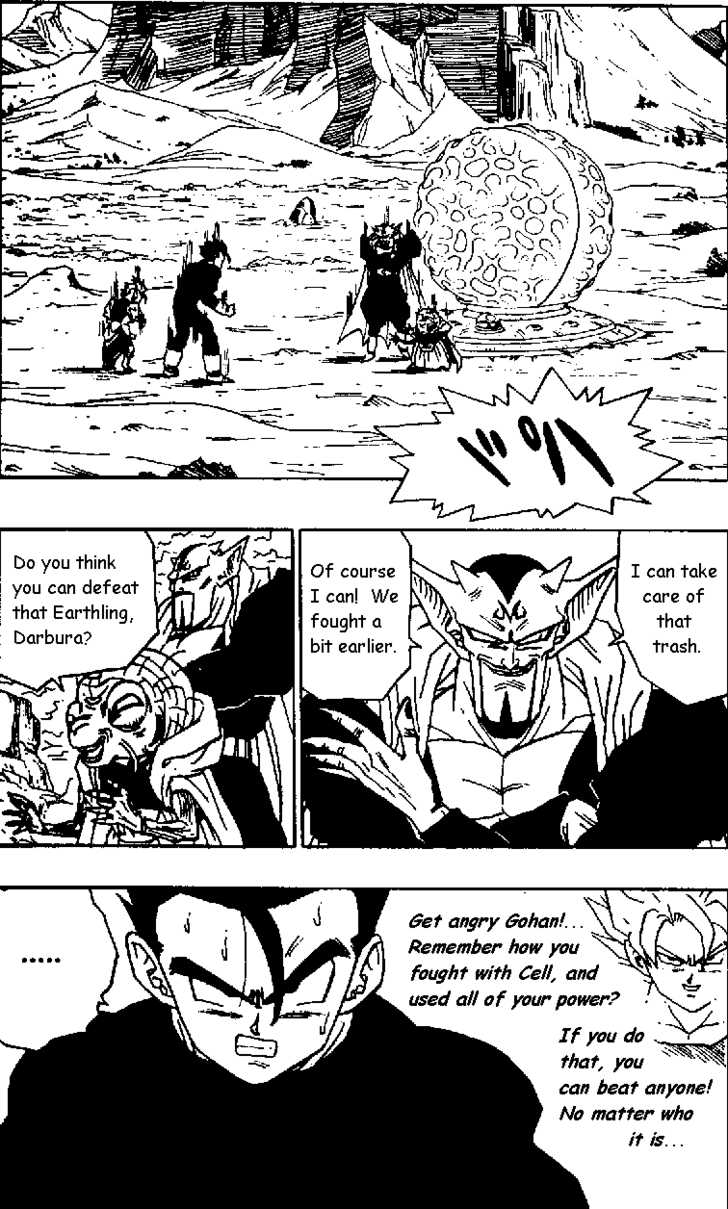 Do you think
you can defeat
that Earthling,
Darbura?
Of course
I can! We
fought a
bit earlier.
I can take
care of
that
trash.
.....
Get angry Gohan!...
Remember how you
fought with Cell, and
used all of your power?
If you do
that, you
can beat anyone!
No matter who
it is...